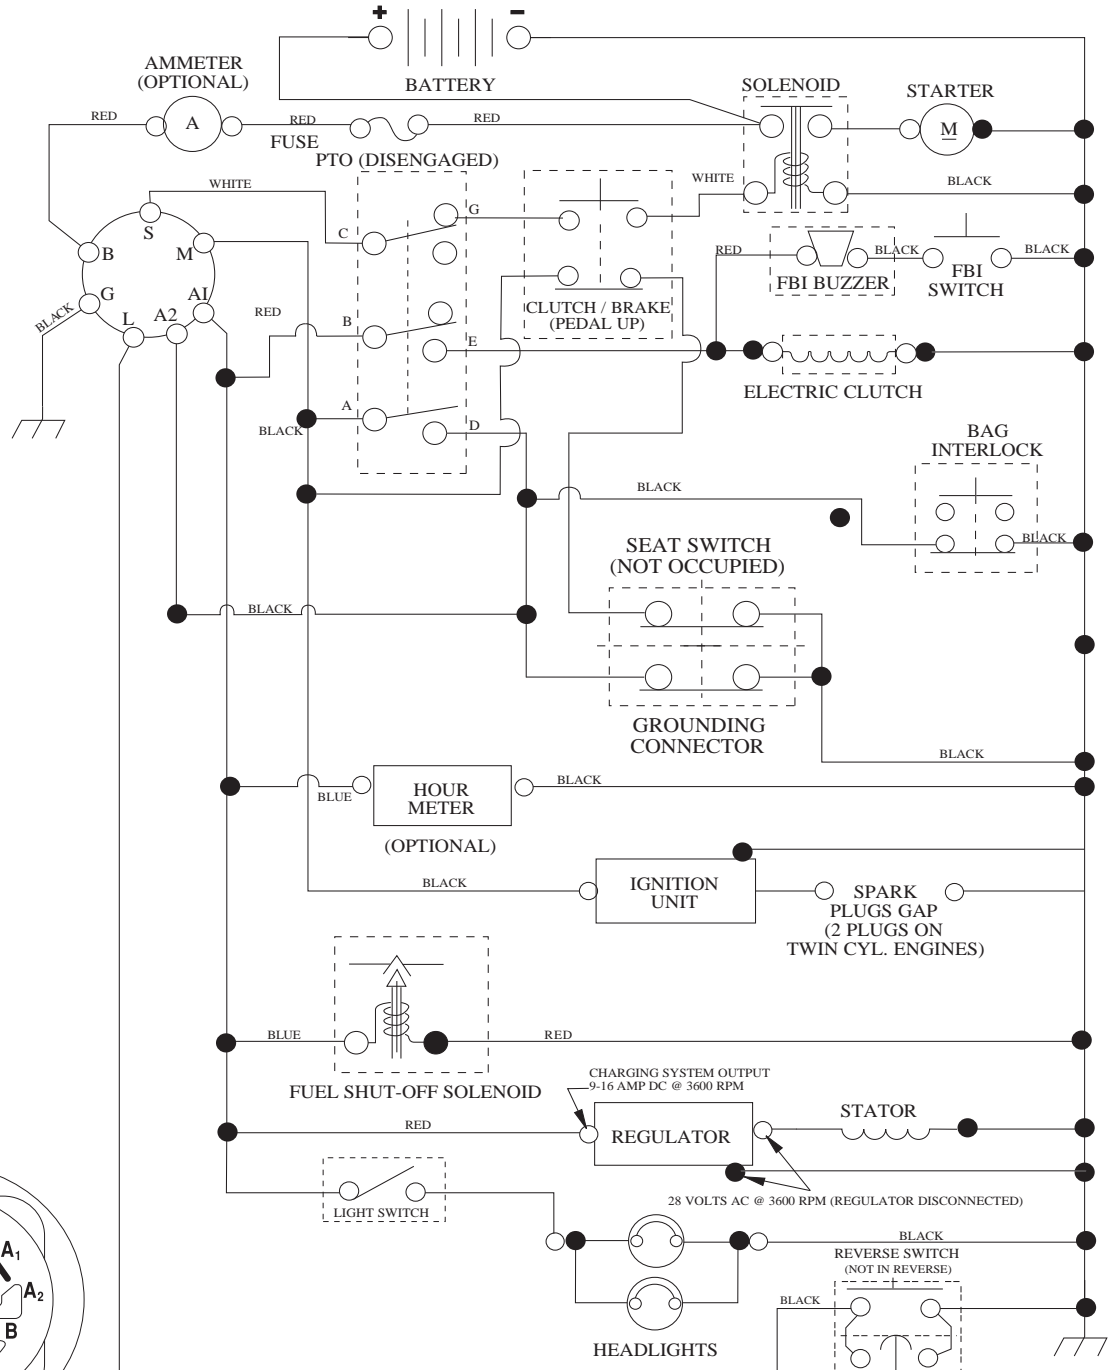 + −
BATTERY
AMMETER
(OPTIONAL)
RED
A
RED
FUSE
RED
SOLENOID
STARTER
M
PTO (DISENGAGED)
WHITE
WHITE
BLACK
S
B
M
G
L
A2
A1
BLACK
C
G
RED
B
E
BLACK
A
D
CLUTCH / BRAKE
(PEDAL UP)
RED
FBI BUZZER
BLACK
FBI
SWITCH
BLACK
ELECTRIC CLUTCH
BAG
INTERLOCK
BLACK
BLACK
SEAT SWITCH
(NOT OCCUPIED)
BLACK
GROUNDING
CONNECTOR
BLACK
BLUE
HOUR
METER
BLACK
(OPTIONAL)
BLACK
IGNITION
UNIT
SPARK
PLUGS GAP
(2 PLUGS ON
TWIN CYL. ENGINES)
BLUE
RED
FUEL SHUT-OFF SOLENOID
CHARGING SYSTEM OUTPUT
9-16 AMP DC @ 3600 RPM
RED
REGULATOR
STATOR
28 VOLTS AC @ 3600 RPM (REGULATOR DISCONNECTED)
LIGHT SWITCH
BLACK
REVERSE SWITCH
(NOT IN REVERSE)
BLACK
HEADLIGHTS
A1
A2
B